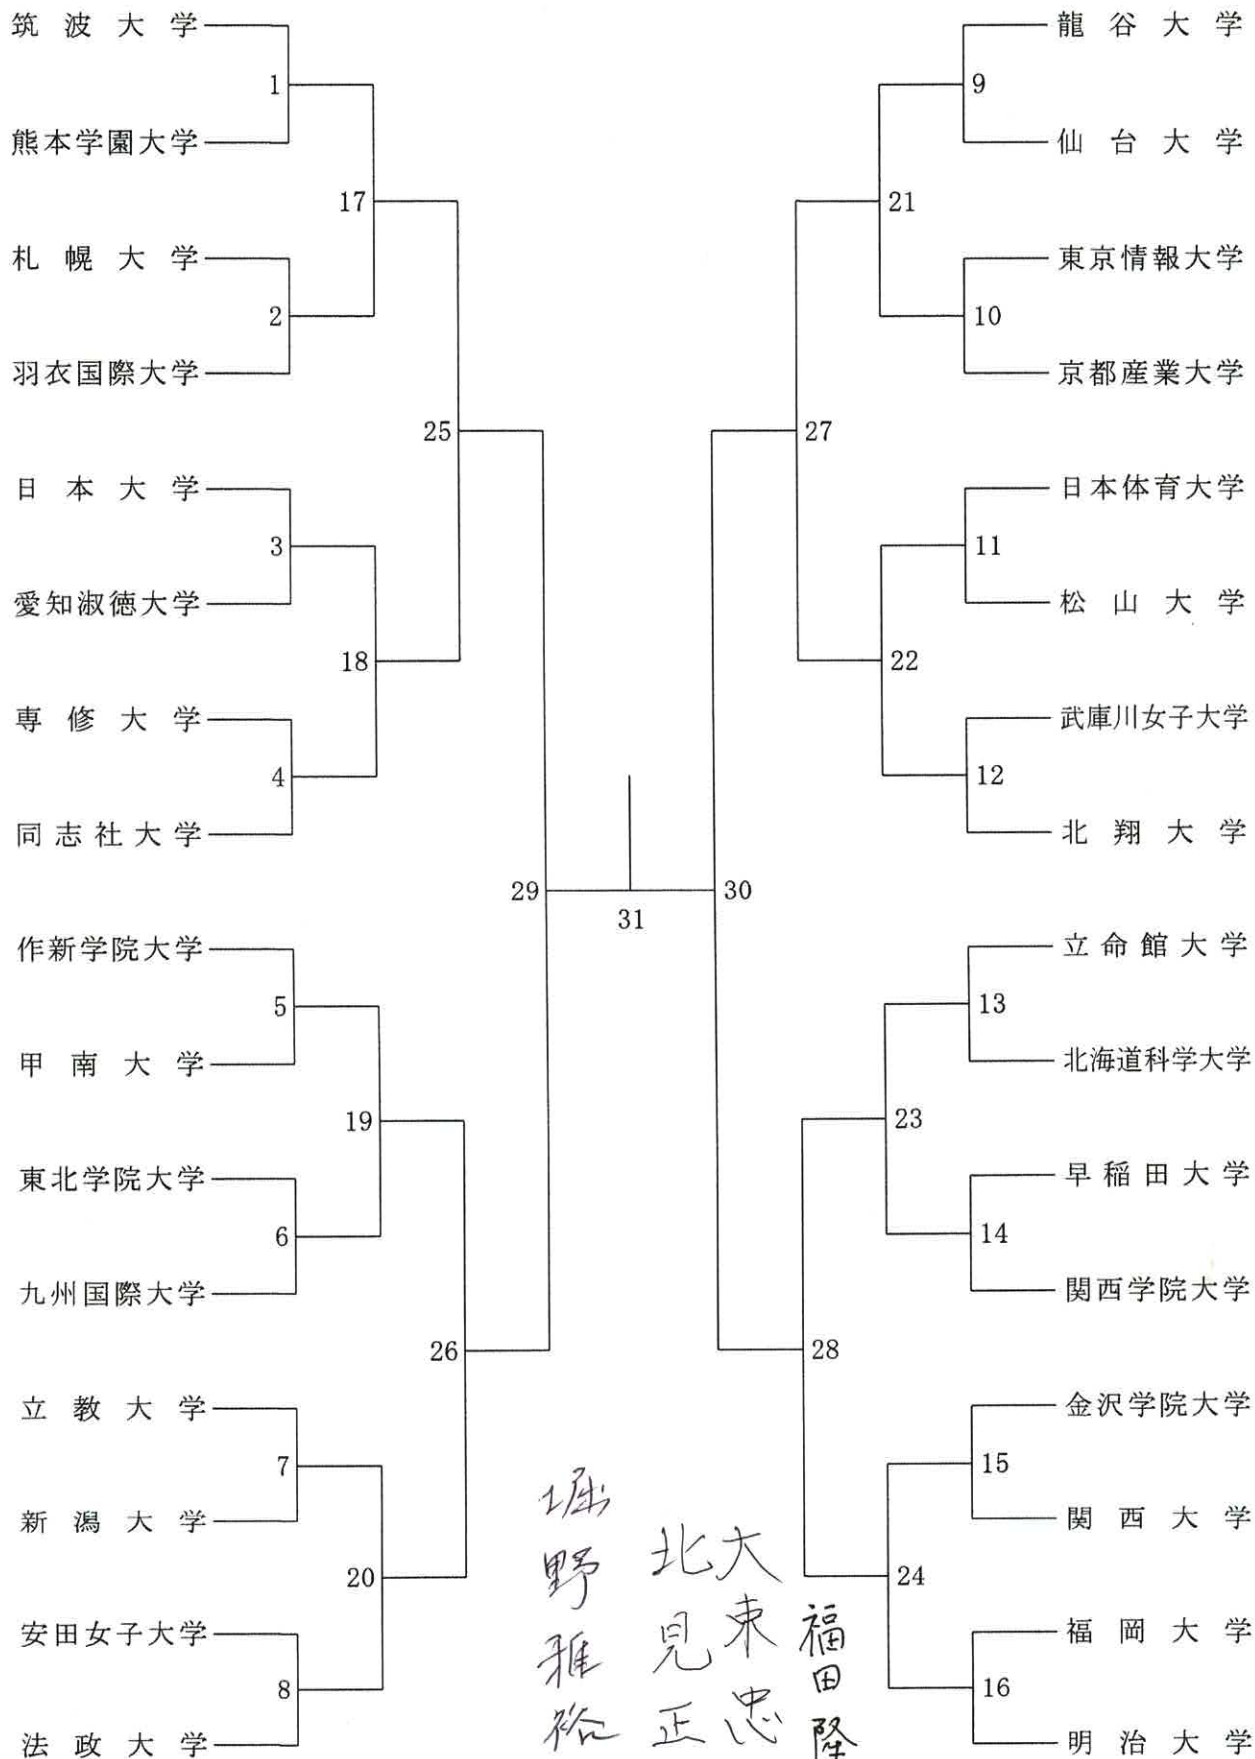 筑波大学
1
熊本学園大学
17
札幌大学
2
羽衣国際大学
25
日本大学
3
愛知淑徳大学
18
専修大学
4
同志社大学
29
作新学院大学
5
甲南大学
19
東北学院大学
6
九州国際大学
26
立教大学
7
新潟大学
20
安田女子大学
8
法政大学
31
龍谷大学
9
仙台大学
21
東京情報大学
10
京都産業大学
27
日本体育大学
11
松山大学
22
武庫川女子大学
12
北翔大学
30
立命館大学
13
北海道科学大学
23
早稲田大学
14
関西学院大学
28
金沢学院大学
15
関西大学
24
福岡大学
16
明治大学
福田隆
大東忠
北見正
堀野雅裕